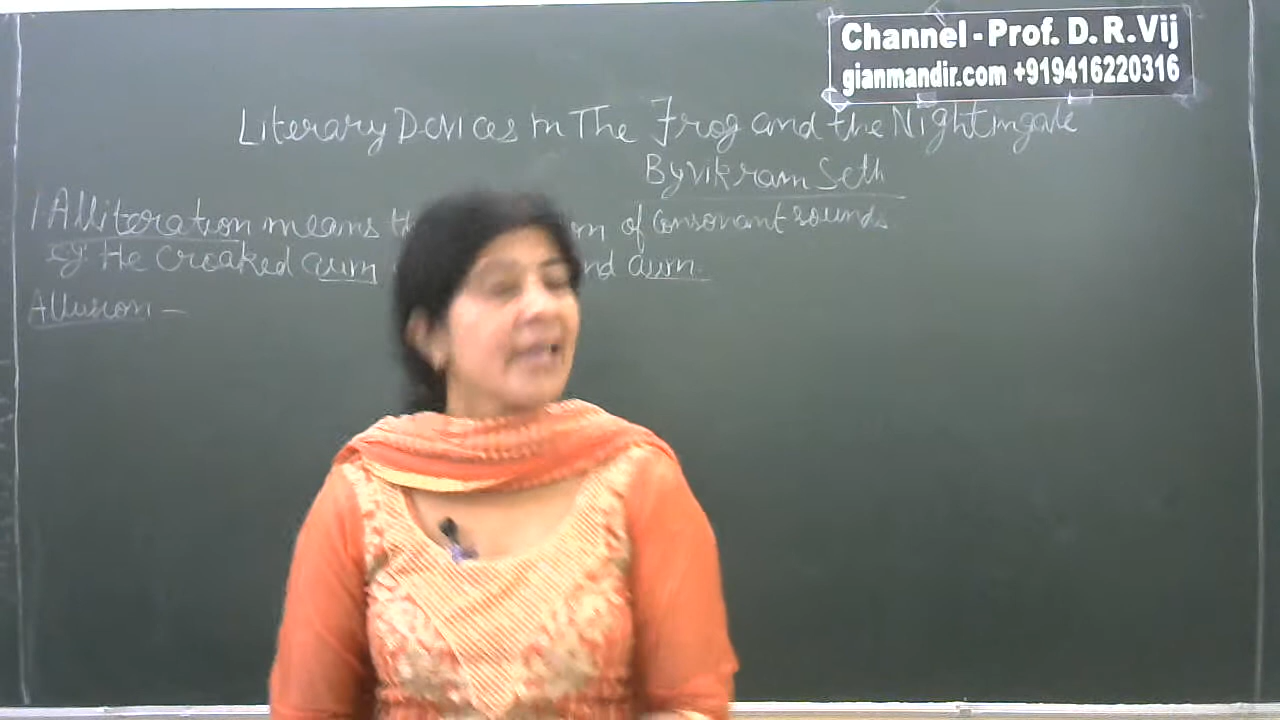 Channel - Prof. D. R. Vij
gianmandir.com +919416220316
Literary Devices In The Frog and the Nightingale
By Vikram Seth
1 Alliteration means of consonant sounds.
eg: He Croaked awn and awn.
Allusion -